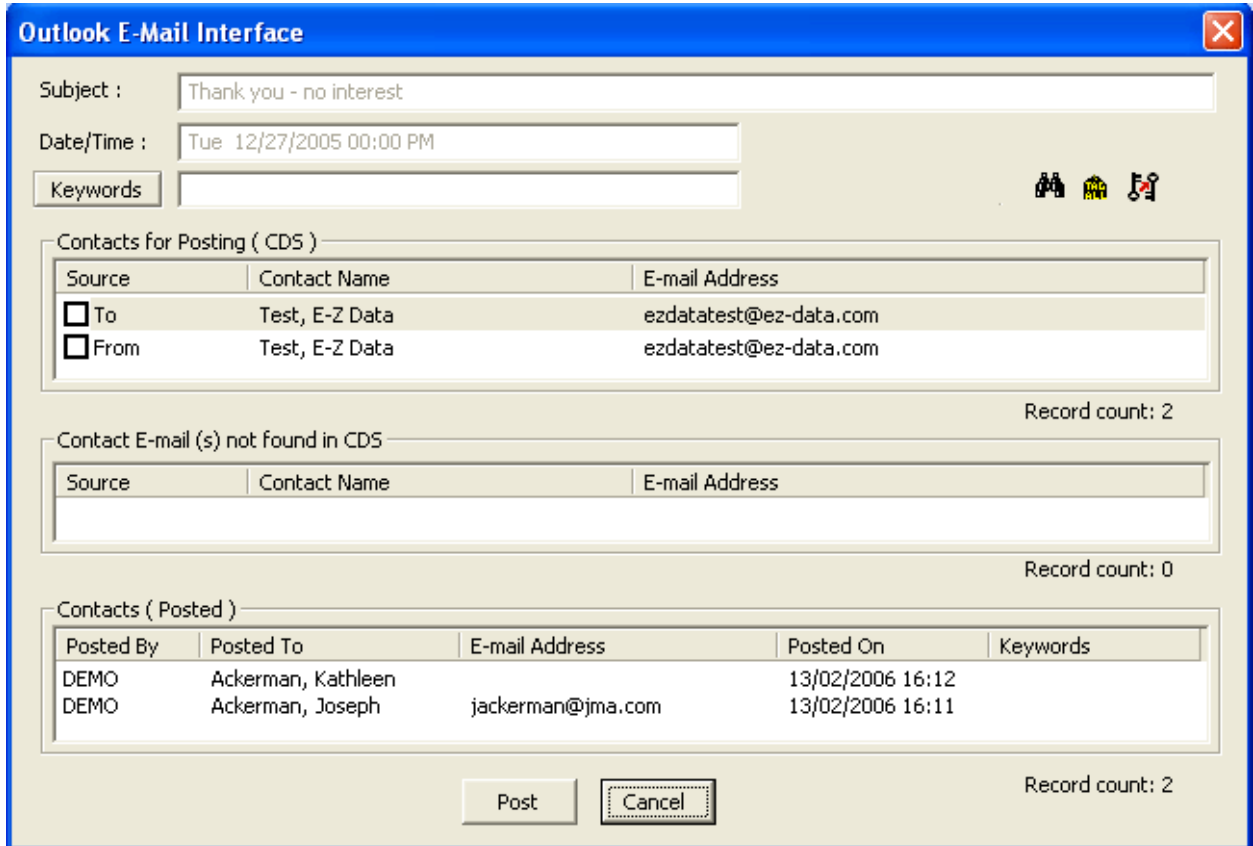 Outlook E-Mail Interface
Subject : Thank you - no interest
Date/Time : Tue 12/27/2005 00:00 PM
Keywords
Contacts for Posting ( CDS )
Source Contact Name E-mail Address
To Test, E-Z Data ezdatatest@ez-data.com
From Test, E-Z Data ezdatatest@ez-data.com
Record count: 2
Contact E-mail (s) not found in CDS
Source Contact Name E-mail Address
Record count: 0
Contacts ( Posted )
Posted By Posted To E-mail Address Posted On Keywords
DEMO Ackerman, Kathleen 13/02/2006 16:12
DEMO Ackerman, Joseph jackerman@jma.com 13/02/2006 16:11
Record count: 2
Post Cancel